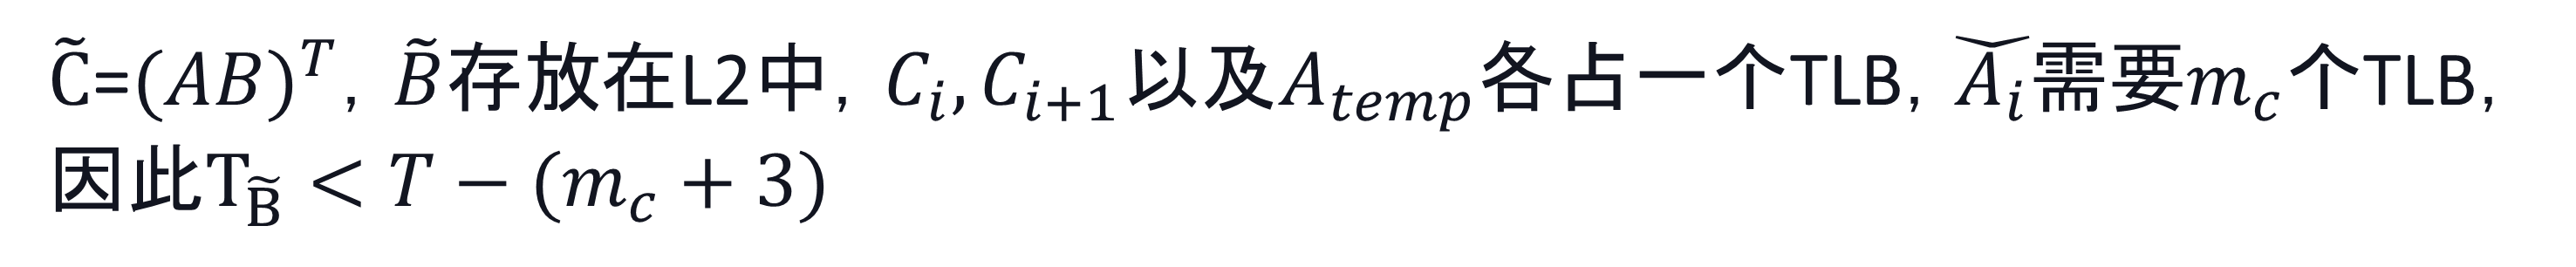 C̃=(AB)ᵀ, B̃存放在L2中, C_i, C_{i+1}以及A_{temp}各占一个TLB, Ã_i需要m_c个TLB,
因此T_{B̃} < T − (m_c + 3)